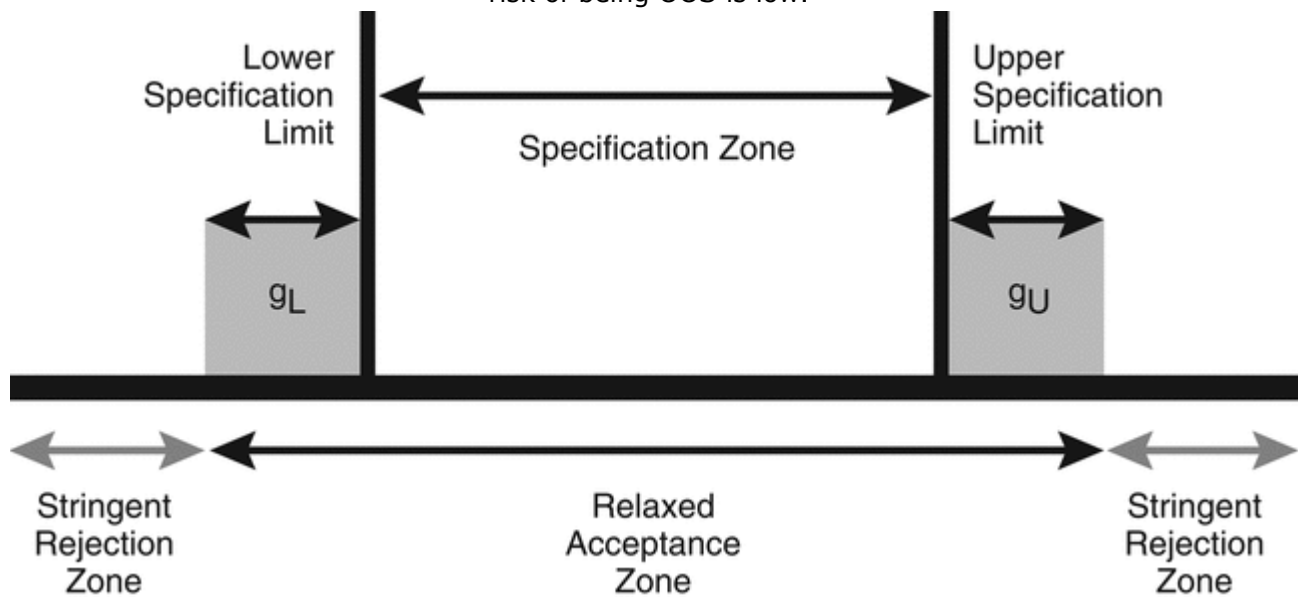 Lower
Specification
Limit
Upper
Specification
Limit
Specification Zone
gL
gU
Stringent
Rejection
Zone
Relaxed
Acceptance
Zone
Stringent
Rejection
Zone